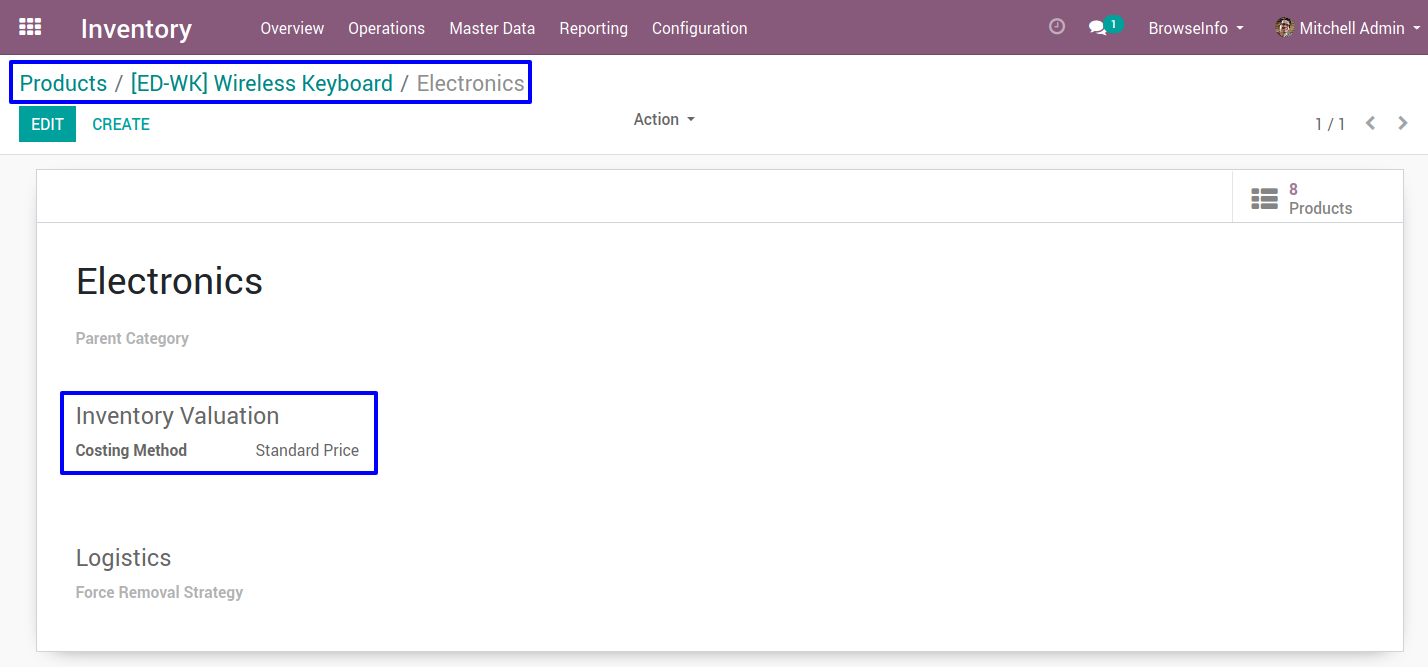 Inventory Overview Operations Master Data Reporting Configuration 1 BrowseInfo Mitchell Admin
Products / [ED-WK] Wireless Keyboard / Electronics
EDIT CREATE Action 1 / 1
8
Products
Electronics
Parent Category
Inventory Valuation
Costing Method Standard Price
Logistics
Force Removal Strategy